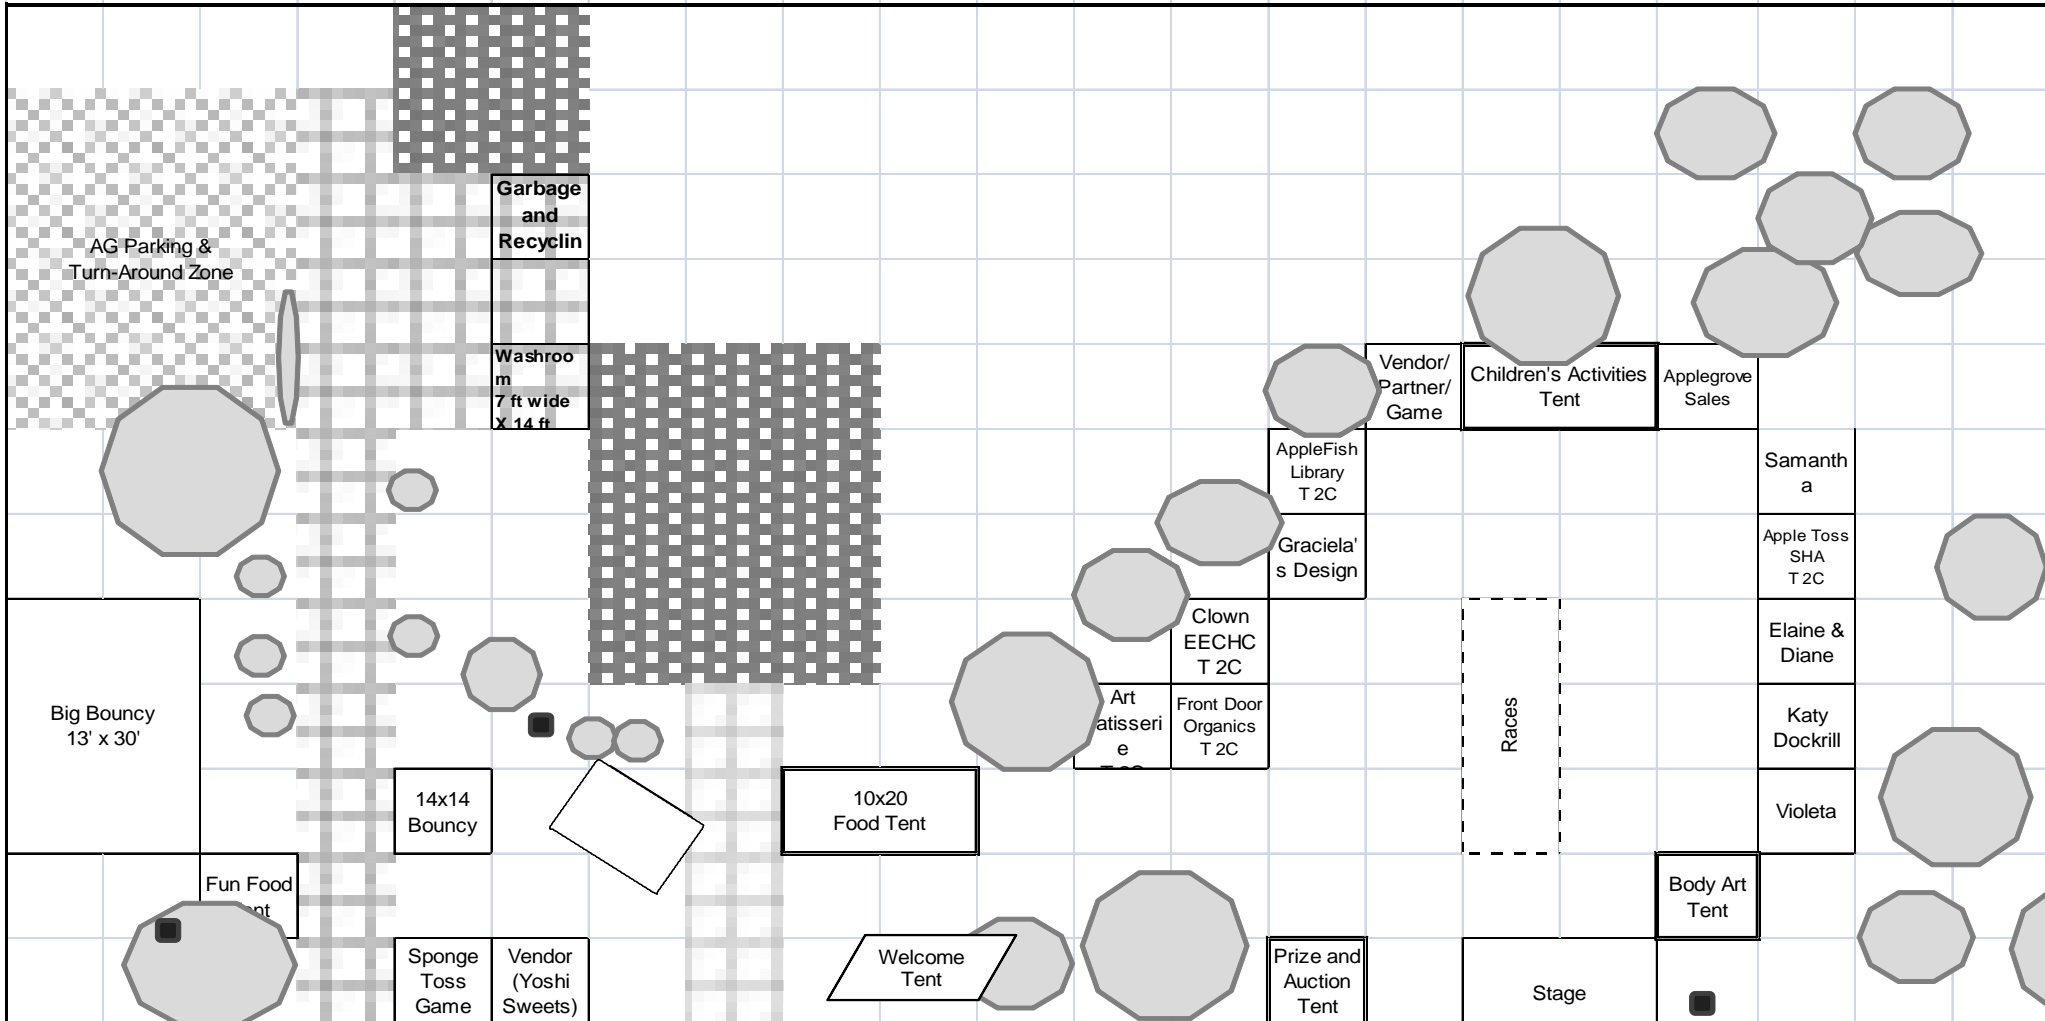 Garbage
and
Recyclin
AG Parking &
Turn-Around Zone
Washroo
m
7 ft wide
X 14 ft
Vendor/
Partner/
Game
Children's Activities
Tent
Applegrove
Sales
AppleFish
Library
T 2C
Samanth
a
Graciela'
s Design
Apple Toss
SHA
T 2C
Clown
EECHC
T 2C
Elaine &
Diane
Art
atisseri
e
Front Door
Organics
T 2C
Races
Katy
Dockrill
Big Bouncy
13' x 30'
14x14
Bouncy
10x20
Food Tent
Violeta
Fun Food
Body Art
Tent
Sponge
Toss
Game
Vendor
(Yoshi
Sweets)
Welcome
Tent
Prize and
Auction
Tent
Stage